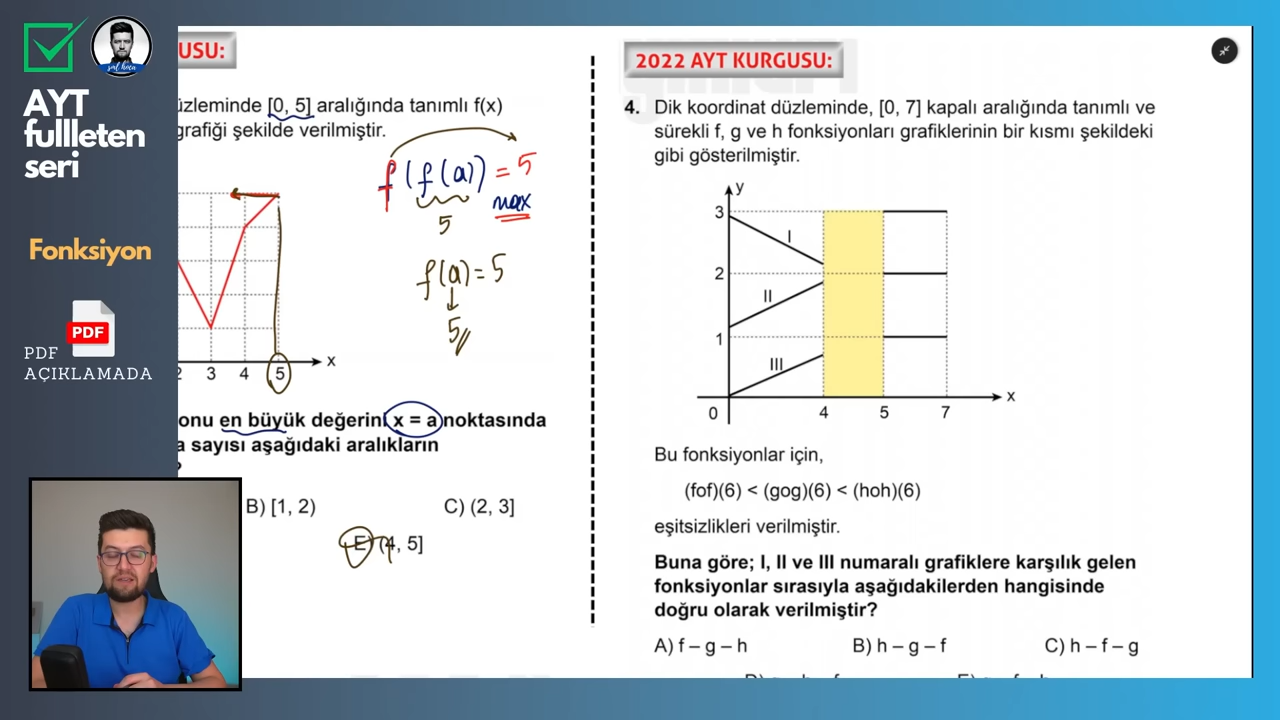 AYT
fullleten
seri
Fonksiyon
PDF
PDF
AÇIKLAMADA
USU:
üzleminde [0, 5] aralığında tanımlı f(x)
grafiği şekilde verilmiştir.
f(f(a)) = 5
5
max
f(a) = 5
5
3
4
5
x
onu en büyük değerini x = a noktasında
a sayısı aşağıdaki aralıkların
?
B) [1, 2)
C) (2, 3]
E) (4, 5]
2022 AYT KURGUSU:
4. Dik koordinat düzleminde, [0, 7] kapalı aralığında tanımlı ve
sürekli f, g ve h fonksiyonları grafiklerinin bir kısmı şekildeki
gibi gösterilmiştir.
y
3
I
2
II
1
III
0
4
5
7
x
Bu fonksiyonlar için,
(fof)(6) < (gog)(6) < (hoh)(6)
eşitsizlikleri verilmiştir.
Buna göre; I, II ve III numaralı grafiklere karşılık gelen
fonksiyonlar sırasıyla aşağıdakilerden hangisinde
doğru olarak verilmiştir?
A) f – g – h
B) h – g – f
C) h – f – g